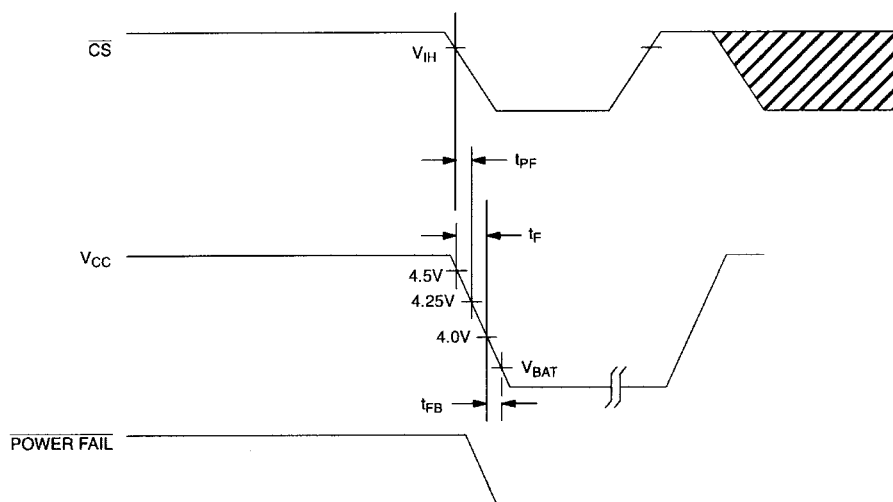 CS
V_IH
t_PF
t_F
V_CC
4.5V
4.25V
4.0V
V_BAT
t_FB
POWER FAIL